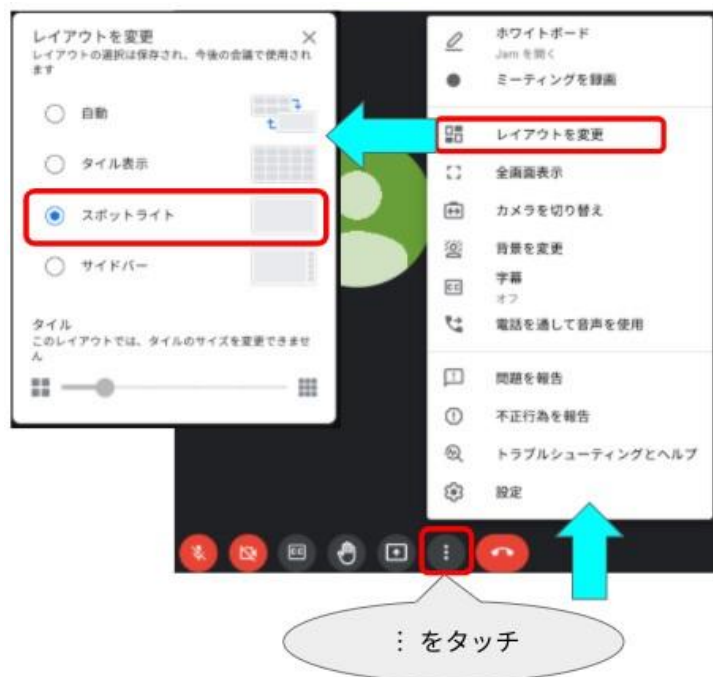 レイアウトを変更
レイアウトの選択は保存され、今後の会議で使用され
ます
自動
タイル表示
スポットライト
サイドバー
タイル
このレイアウトでは、タイルのサイズを変更できませ
ん
ホワイトボード
Jam を開く
ミーティングを録画
レイアウトを変更
全画面表示
カメラを切り替え
背景を変更
字幕
オフ
電話を通して音声を使用
問題を報告
不正行為を報告
トラブルシューティングとヘルプ
設定
⋮ をタッチ